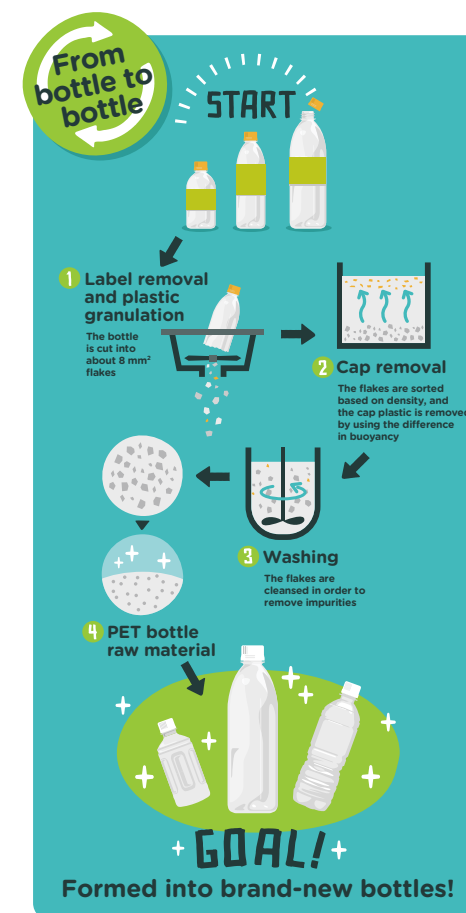 From
bottle to
bottle
START
1 Label removal
and plastic
granulation
The bottle
is cut into
about 8 mm²
flakes
2 Cap removal
The flakes are sorted
based on density, and
the cap plastic is removed
by using the difference
in buoyancy
3 Washing
The flakes are
cleansed in order to
remove impurities
4 PET bottle
raw material
GOAL!
Formed into brand-new bottles!